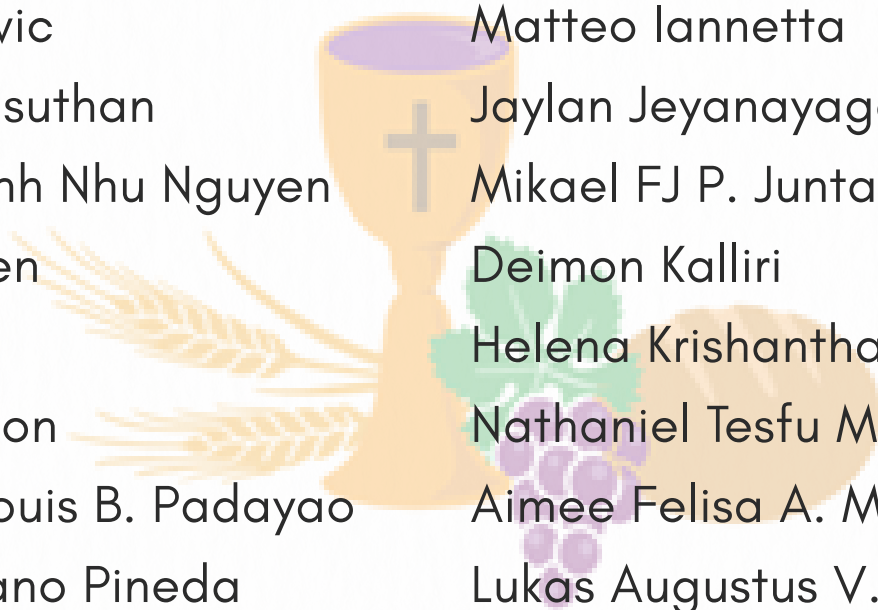 vic
suthan
nh Nhu Nguyen
en
on
ouis B. Padayao
ano Pineda
Matteo Iannetta
Jaylan Jeyanayag
Mikael FJ P. Junta
Deimon Kalliri
Helena Krishantha
Nathaniel Tesfu M
Aimee Felisa A. M
Lukas Augustus V.